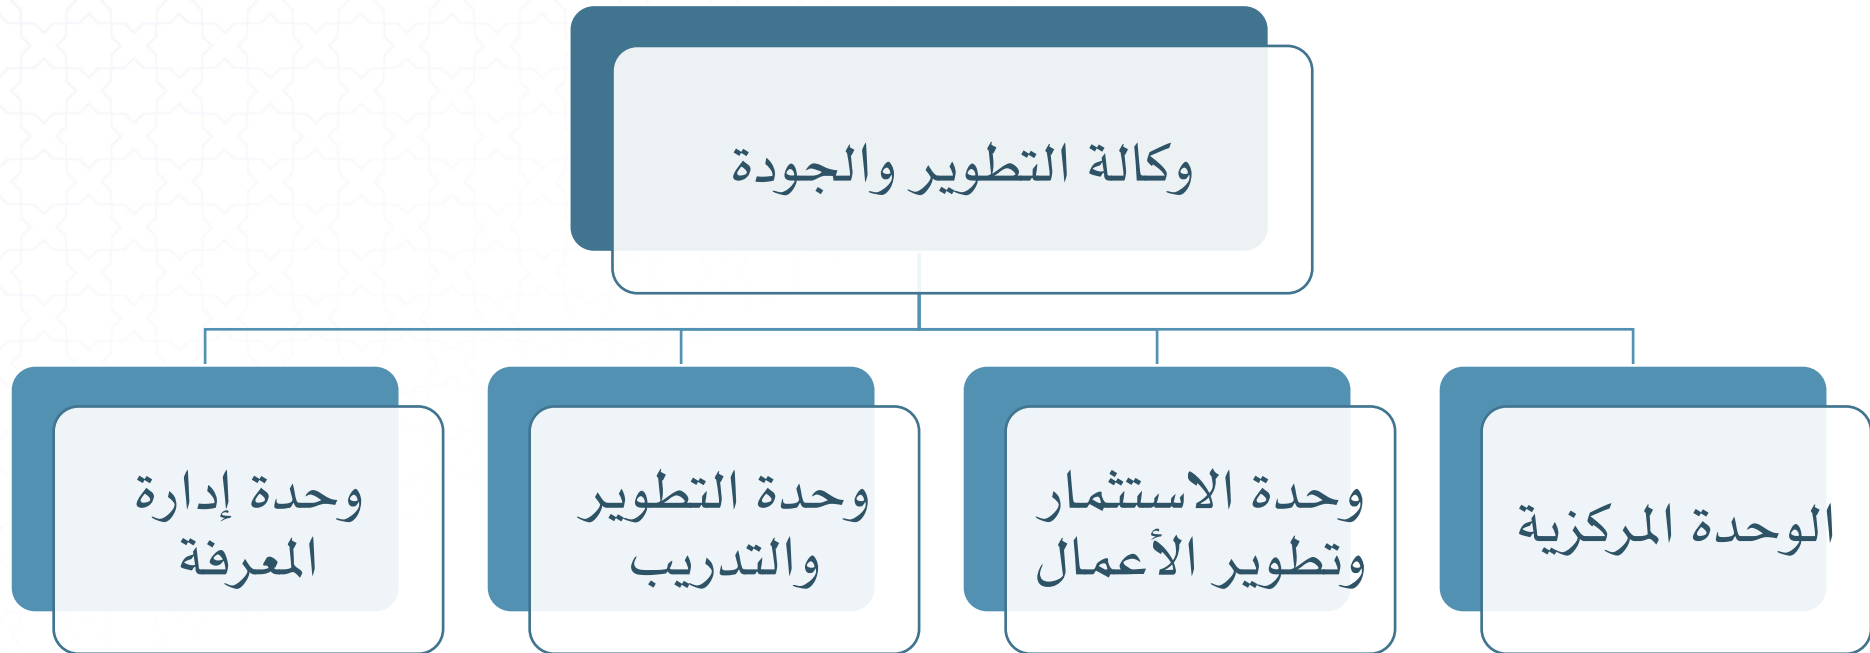 وكالة التطوير والجودة
الوحدة المركزية
وحدة الاستثمار
وتطوير الأعمال
وحدة التطوير
والتدريب
وحدة إدارة
المعرفة